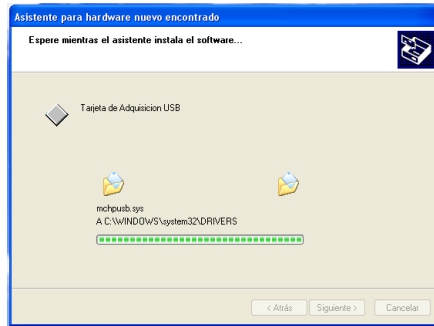 Asistente para hardware nuevo encontrado
Espere mientras el asistente instala el software...
Tarjeta de Adquisicion USB
mchpusb.sys
A C:\WINDOWS\system32\DRIVERS
< Atrás
Siguiente >
Cancelar